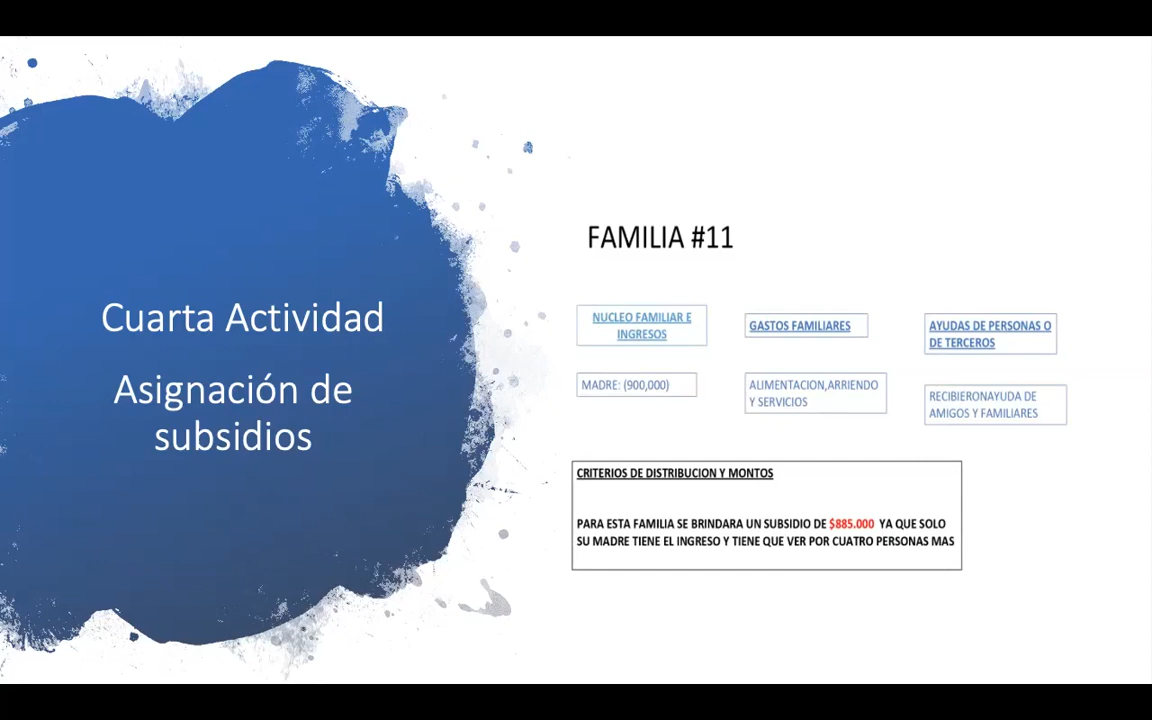 Cuarta Actividad
Asignación de
subsidios
FAMILIA #11
NUCLEO FAMILIAR E
INGRESOS
GASTOS FAMILIARES
AYUDAS DE PERSONAS O
DE TERCEROS
MADRE: (900,000)
ALIMENTACION,ARRIENDO
Y SERVICIOS
RECIBIERONAYUDA DE
AMIGOS Y FAMILIARES
CRITERIOS DE DISTRIBUCION Y MONTOS
PARA ESTA FAMILIA SE BRINDARA UN SUBSIDIO DE $885.000 YA QUE SOLO
SU MADRE TIENE EL INGRESO Y TIENE QUE VER POR CUATRO PERSONAS MAS